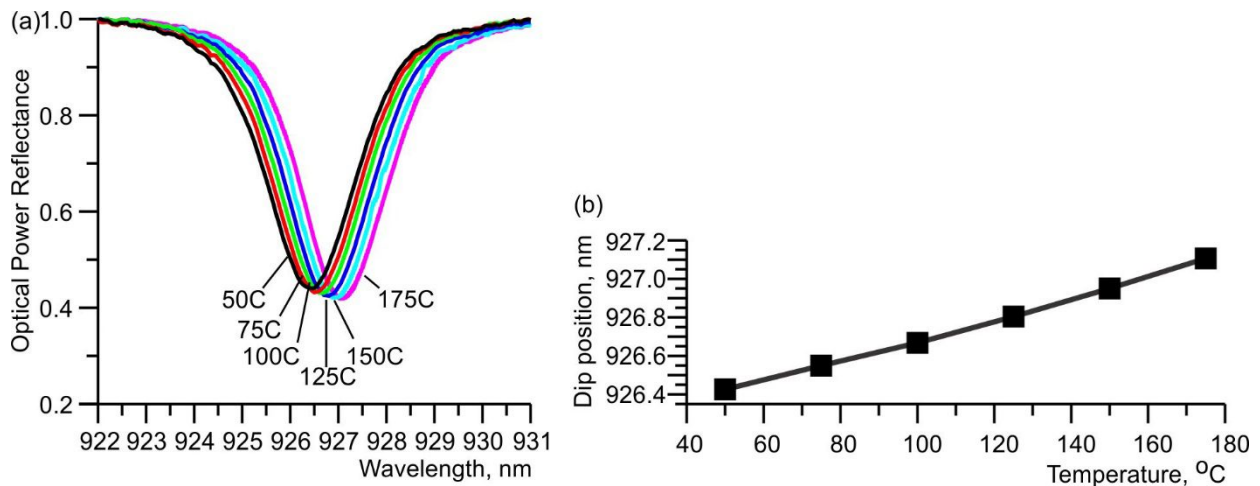 (a)
1.0
0.8
0.6
0.4
0.2
Optical Power Reflectance
50C
75C
100C
125C
150C
175C
922 923 924 925 926 927 928 929 930 931
Wavelength, nm
(b)
927.2
927.0
926.8
926.6
926.4
Dip position, nm
40 60 80 100 120 140 160 180
Temperature, ⁰C